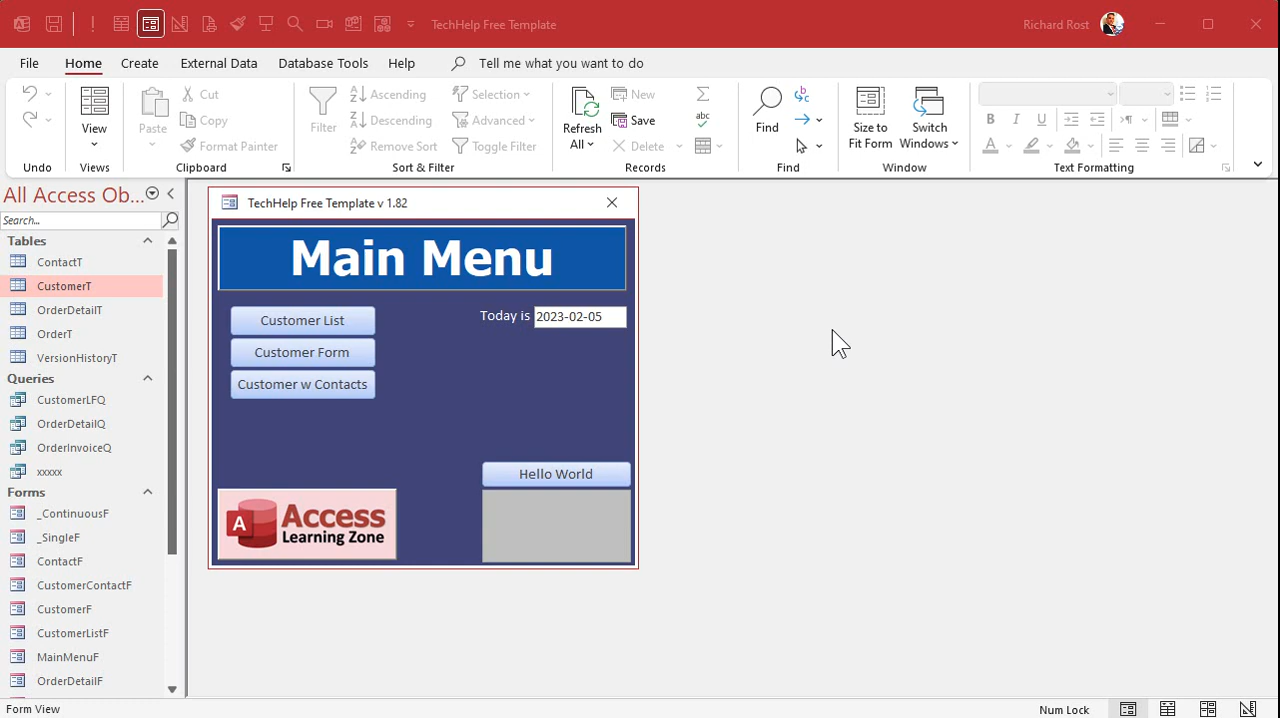 TechHelp Free Template
Richard Rost
File
Home
Create
External Data
Database Tools
Help
Tell me what you want to do
View
Views
Undo
Paste
Cut
Copy
Format Painter
Clipboard
Filter
Ascending
Descending
Remove Sort
Selection
Advanced
Toggle Filter
Sort & Filter
Refresh
All
New
Save
Delete
Records
Find
Find
Size to
Fit Form
Switch
Windows
Window
B I U
A
Text Formatting
All Access Ob...
Search...
Tables
ContactT
CustomerT
OrderDetailT
OrderT
VersionHistoryT
Queries
CustomerLFQ
OrderDetailQ
OrderInvoiceQ
xxxxx
Forms
_ContinuousF
_SingleF
ContactF
CustomerContactF
CustomerF
CustomerListF
MainMenuF
OrderDetailF
TechHelp Free Template v 1.82
Main Menu
Customer List
Customer Form
Customer w Contacts
Today is 2023-02-05
Hello World
A Access
Learning Zone
Form View
Num Lock